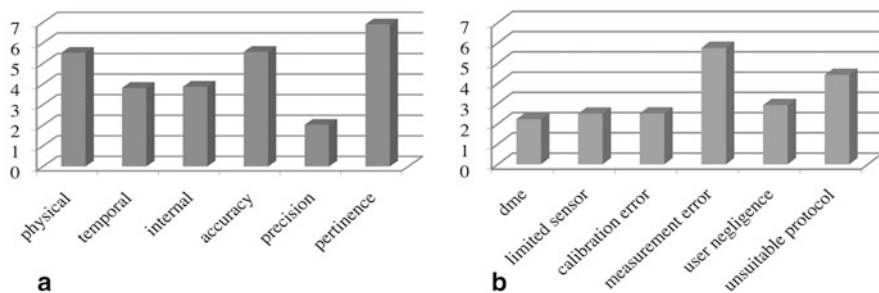 7
6
5
4
3
2
1
0
physical
temporal
internal
accuracy
precision
pertinence
a
7
6
5
4
3
2
1
0
dme
limited sensor
calibration error
measurement error
user negligence
unsuitable protocol
b